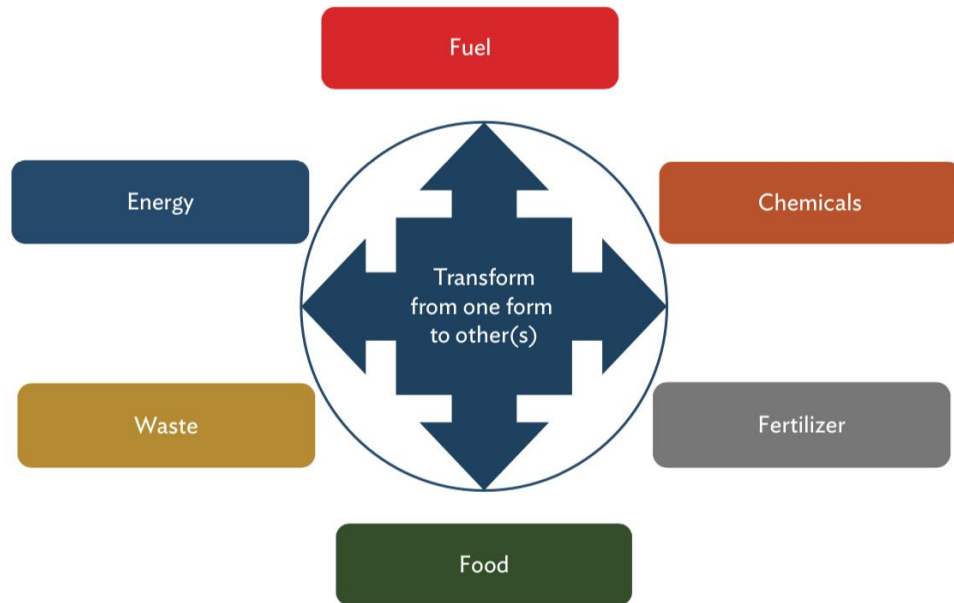 Fuel
Energy
Chemicals
Transform
from one form
to other(s)
Waste
Fertilizer
Food